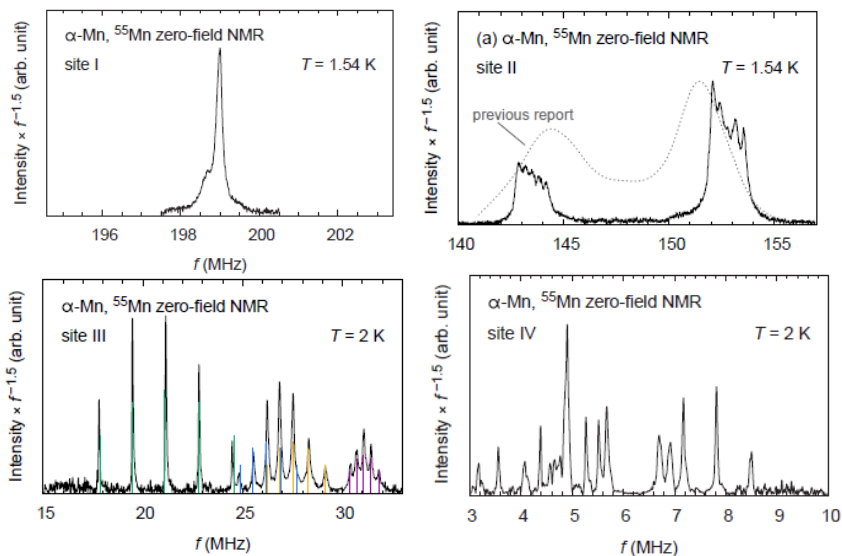 α-Mn, ⁵⁵Mn zero-field NMR
site I
T = 1.54 K
Intensity × f⁻¹·⁵ (arb. unit)
196 198 200 202
f (MHz)
(a) α-Mn, ⁵⁵Mn zero-field NMR
site II
T = 1.54 K
previous report
Intensity × f⁻¹·⁵ (arb. unit)
140 145 150 155
f (MHz)
α-Mn, ⁵⁵Mn zero-field NMR
site III
T = 2 K
Intensity × f⁻¹·⁵ (arb. unit)
15 20 25 30
f (MHz)
α-Mn, ⁵⁵Mn zero-field NMR
site IV
T = 2 K
Intensity × f⁻¹·⁵ (arb. unit)
3 4 5 6 7 8 9 10
f (MHz)